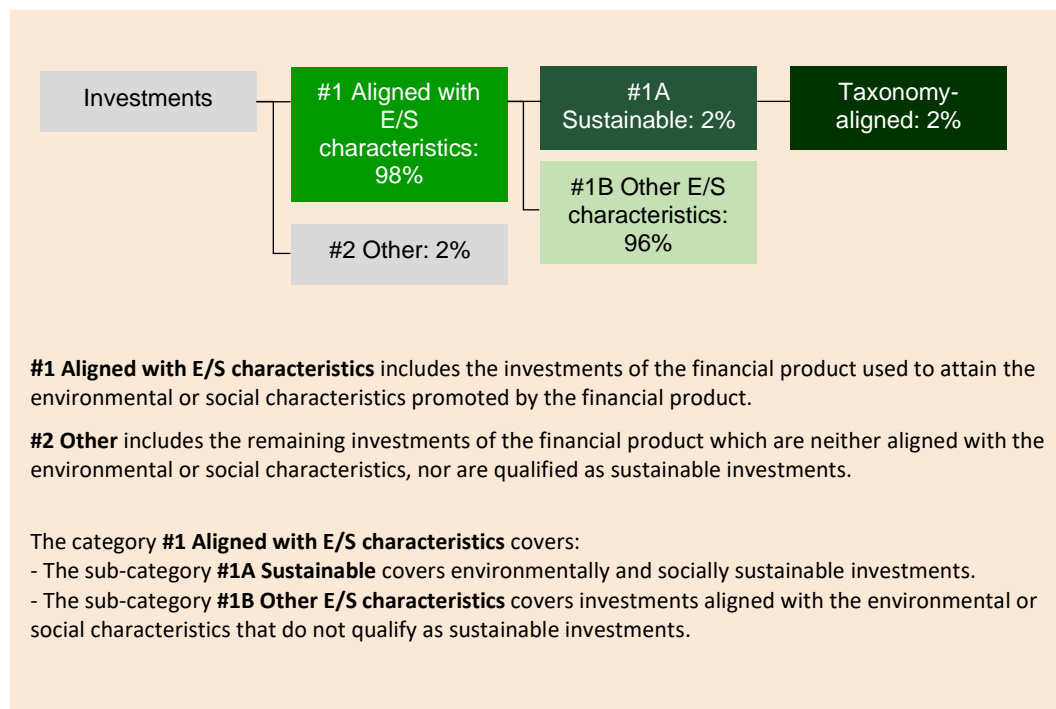 Investments
#1 Aligned with
E/S
characteristics:
98%
#2 Other: 2%
#1A
Sustainable: 2%
#1B Other E/S
characteristics:
96%
Taxonomy-
aligned: 2%
#1 Aligned with E/S characteristics includes the investments of the financial product used to attain the
environmental or social characteristics promoted by the financial product.
#2 Other includes the remaining investments of the financial product which are neither aligned with the
environmental or social characteristics, nor are qualified as sustainable investments.
The category #1 Aligned with E/S characteristics covers:
- The sub-category #1A Sustainable covers environmentally and socially sustainable investments.
- The sub-category #1B Other E/S characteristics covers investments aligned with the environmental or
social characteristics that do not qualify as sustainable investments.